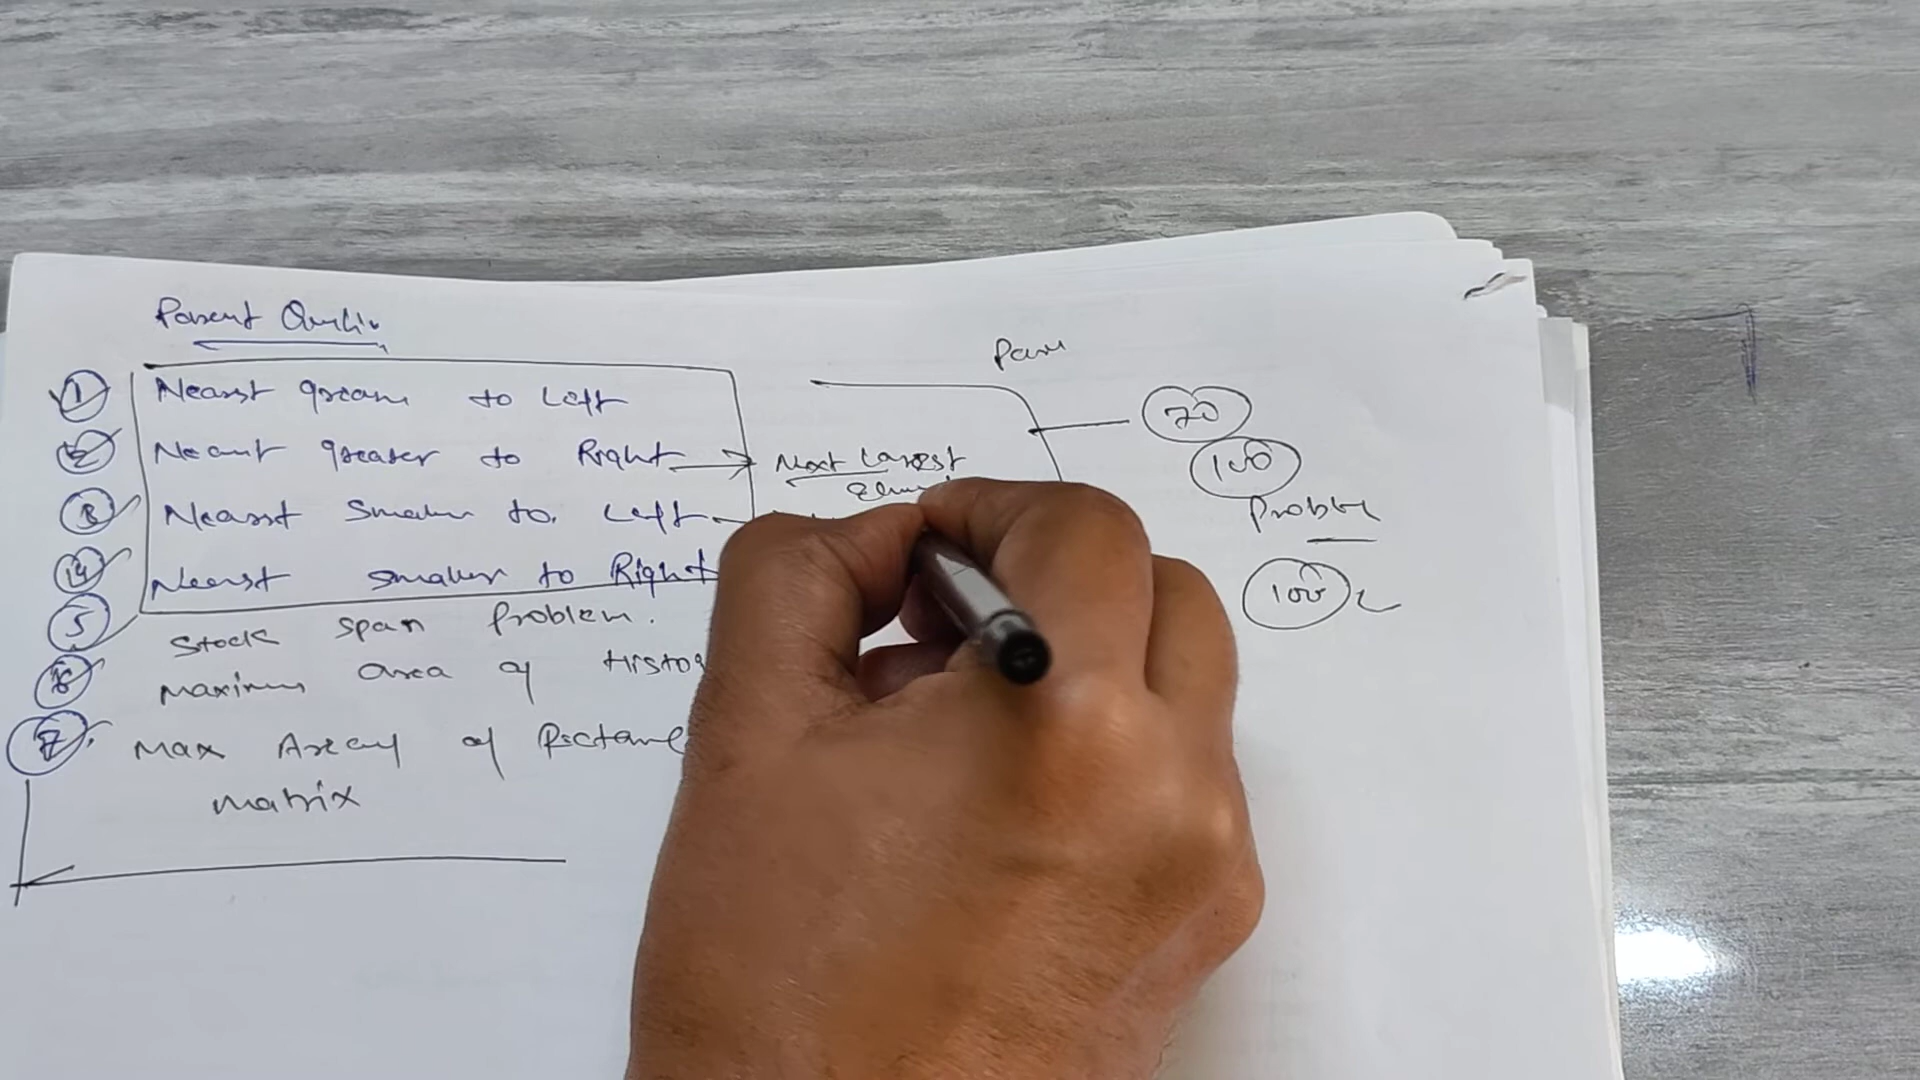 Parent Question
1 Nearest greater to Left
2 Nearest greater to Right → Next Largest
3 Nearest Smaller to. Left
4 Nearest smaller to Right
5 Stock span Problem.
6 maximum area of Histog
7. Max Area of Rectang
matrix
70
100
Problem
100